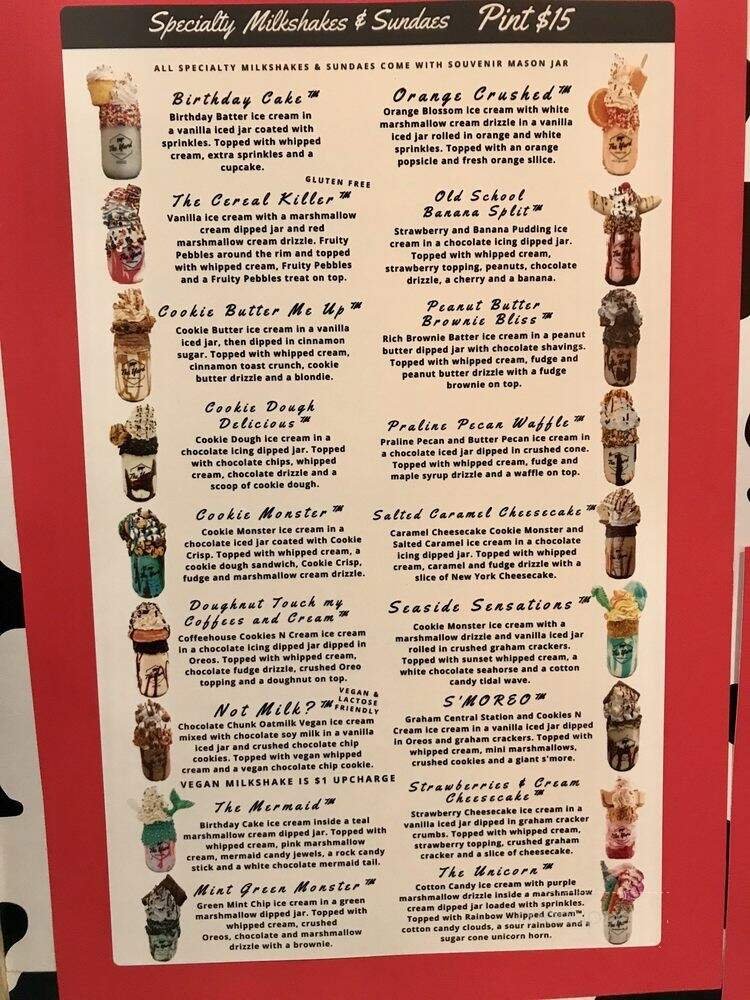 Specialty Milkshakes & Sundaes Pint $15
ALL SPECIALTY MILKSHAKES & SUNDAES COME WITH SOUVENIR MASON JAR
Birthday Cake™
Birthday Batter ice cream in
a vanilla iced jar coated with
sprinkles. Topped with whipped
cream, extra sprinkles and a
cupcake.
GLUTEN FREE
The Cereal Killer™
Vanilla ice cream with a marshmallow
cream dipped jar and red
marshmallow cream drizzle. Fruity
Pebbles around the rim and topped
with whipped cream, Fruity Pebbles
and a Fruity Pebbles treat on top.
Cookie Butter Me Up™
Cookie Butter ice cream in a vanilla
iced jar, then dipped in cinnamon
sugar. Topped with whipped cream,
cinnamon toast crunch, cookie
butter drizzle and a blondie.
Cookie Dough
Delicious™
Cookie Dough ice cream in a
chocolate icing dipped jar. Topped
with chocolate chips, whipped
cream, chocolate drizzle and a
scoop of cookie dough.
Cookie Monster™
Cookie Monster ice cream in a
chocolate iced jar coated with Cookie
Crisp. Topped with whipped cream, a
cookie dough sandwich, Cookie Crisp,
fudge and marshmallow cream drizzle.
Doughnut Touch my
Coffees and Cream™
Coffeehouse Cookies N Cream ice cream
in a chocolate icing dipped jar dipped in
Oreos. Topped with whipped cream,
chocolate fudge drizzle, crushed Oreo
topping and a doughnut on top.
VEGAN &
LACTOSE
FRIENDLY
Not Milk?™
Chocolate Chunk Oatmilk Vegan ice cream
mixed with chocolate soy milk in a vanilla
iced jar and crushed chocolate chip
cookies. Topped with vegan whipped
cream and a vegan chocolate chip cookie.
VEGAN MILKSHAKE IS $1 UPCHARGE
The Mermaid™
Birthday Cake ice cream inside a teal
marshmallow cream dipped jar. Topped with
whipped cream, pink marshmallow
cream, mermaid candy jewels, a rock candy
stick and a white chocolate mermaid tail.
Mint Green Monster™
Green Mint Chip ice cream in a green
marshmallow dipped jar. Topped with
whipped cream, crushed
Oreos, chocolate and marshmallow
drizzle with a brownie.
Orange Crushed™
Orange Blossom ice cream with white
marshmallow cream drizzle in a vanilla
iced jar rolled in orange and white
sprinkles. Topped with an orange
popsicle and fresh orange sllice.
Old School
Banana Split™
Strawberry and Banana Pudding ice
cream in a chocolate icing dipped jar.
Topped with whipped cream,
strawberry topping, peanuts, chocolate
drizzle, a cherry and a banana.
Peanut Butter
Brownie Bliss™
Rich Brownie Batter ice cream in a peanut
butter dipped jar with chocolate shavings.
Topped with whipped cream, fudge and
peanut butter drizzle with a fudge
brownie on top.
Praline Pecan Waffle™
Praline Pecan and Butter Pecan ice cream in
a chocolate iced jar dipped in crushed cone.
Topped with whipped cream, fudge and
maple syrup drizzle and a waffle on top.
Salted Caramel Cheesecake™
Caramel Cheesecake Cookie Monster and
Salted Caramel ice cream in a chocolate
icing dipped jar. Topped with whipped
cream, caramel and fudge drizzle with a
slice of New York Cheesecake.
Seaside Sensations™
Cookie Monster ice cream with a
marshmallow drizzle and vanilla iced jar
rolled in crushed graham crackers.
Topped with sunset whipped cream, a
white chocolate seahorse and a cotton
candy tidal wave.
S'MOREO™
Graham Central Station and Cookies N
Cream ice cream in a vanilla iced jar dipped
in Oreos and graham crackers. Topped with
whipped cream, mini marshmallows,
crushed cookies and a giant s'more.
Strawberries & Cream
Cheesecake™
Strawberry Cheesecake ice cream in a
vanilla iced jar dipped in graham cracker
crumbs. Topped with whipped cream,
strawberry topping, crushed graham
cracker and a slice of cheesecake.
The Unicorn™
Cotton Candy ice cream with purple
marshmallow drizzle inside a marshmallow
cream dipped jar loaded with sprinkles.
Topped with Rainbow Whipped Cream™,
cotton candy clouds, a sour rainbow and a
sugar cone unicorn horn.